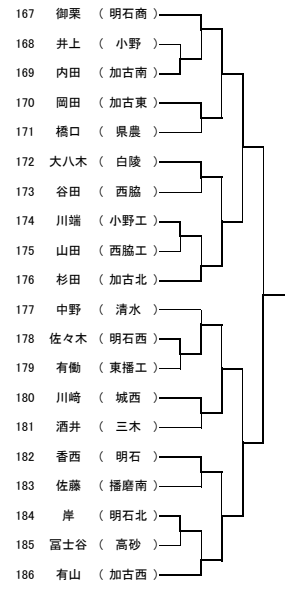 167 御栗 （ 明石商 ）
168 井上 （ 小野 ）
169 内田 （ 加古南 ）
170 岡田 （ 加古東 ）
171 橋口 （ 県農 ）
172 大八木 （ 白陵 ）
173 谷田 （ 西脇 ）
174 川端 （ 小野工 ）
175 山田 （ 西脇工 ）
176 杉田 （ 加古北 ）
177 中野 （ 清水 ）
178 佐々木 （ 明石西 ）
179 有働 （ 東播工 ）
180 川﨑 （ 城西 ）
181 酒井 （ 三木 ）
182 香西 （ 明石 ）
183 佐藤 （ 播磨南 ）
184 岸 （ 明石北 ）
185 冨士谷 （ 高砂 ）
186 有山 （ 加古西 ）